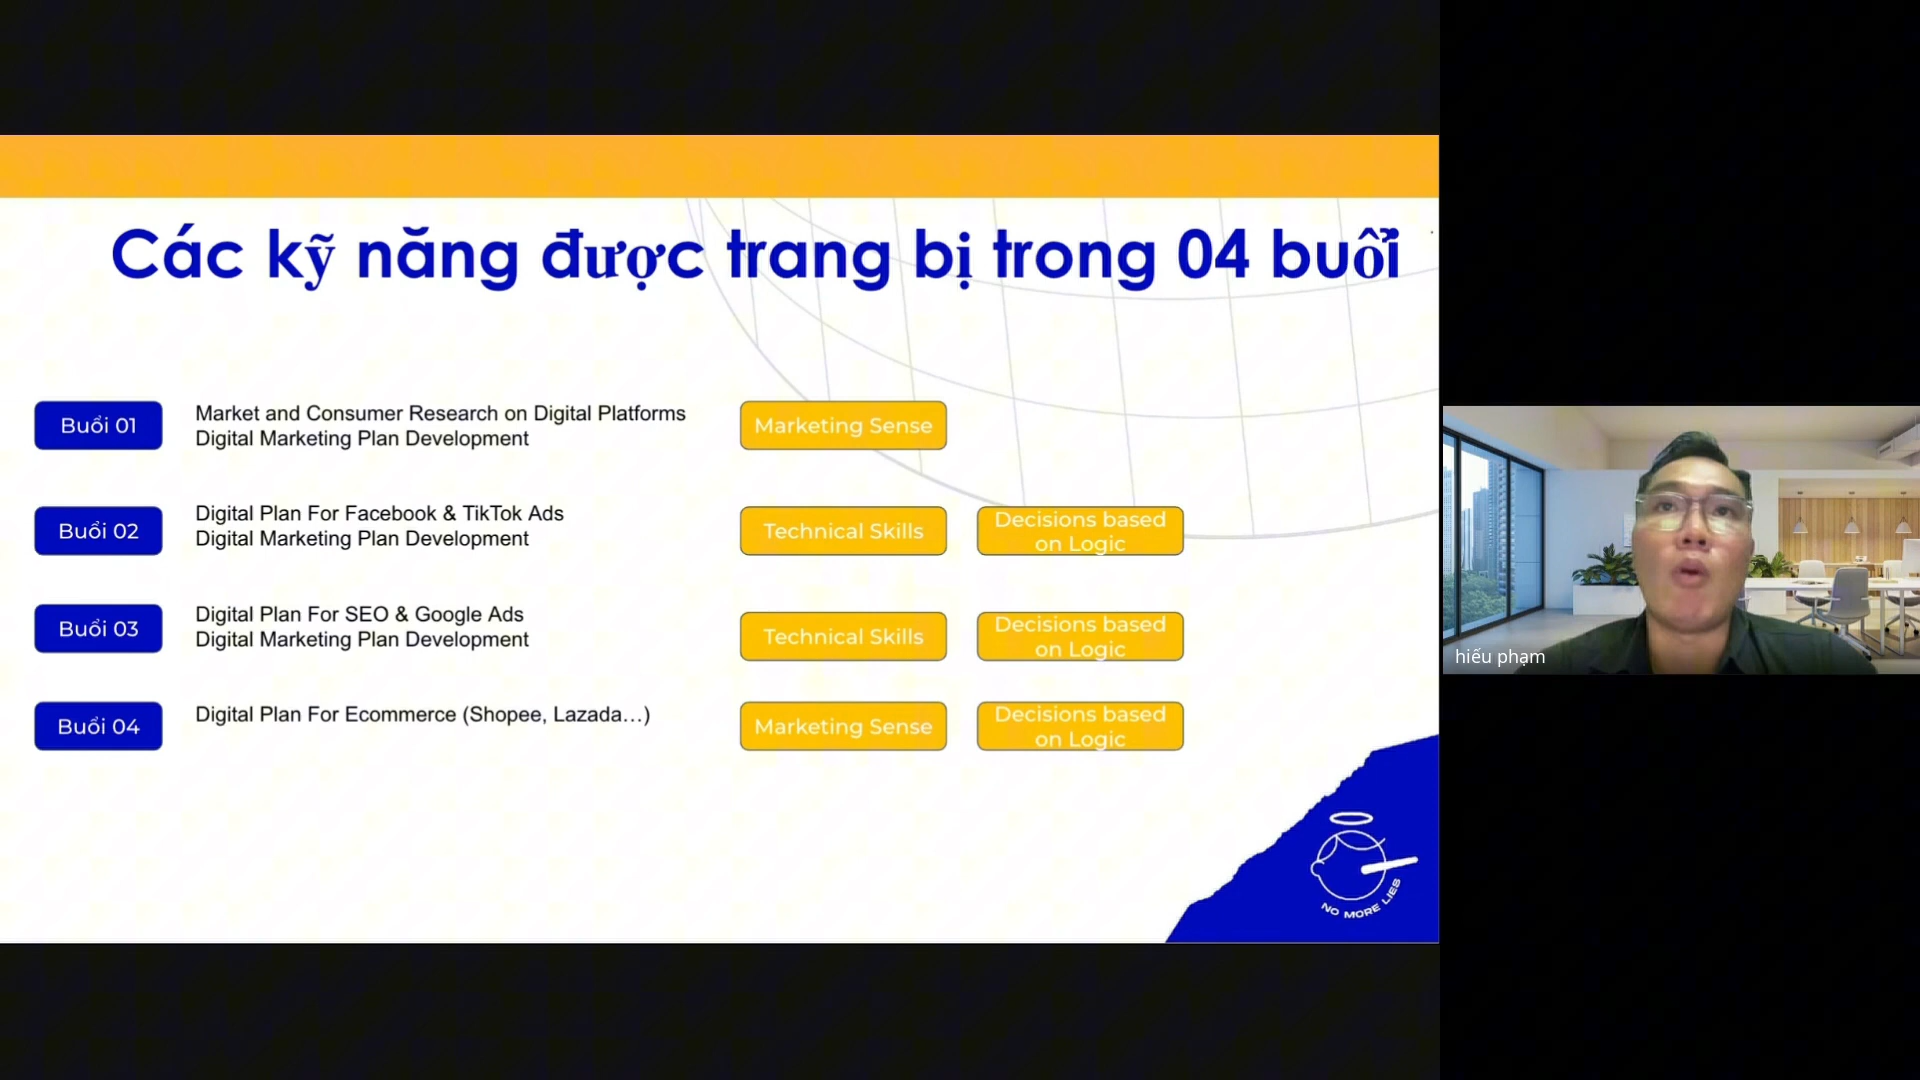 Các kỹ năng được trang bị trong 04 buổi
Buổi 01
Market and Consumer Research on Digital Platforms
Digital Marketing Plan Development
Marketing Sense
Buổi 02
Digital Plan For Facebook & TikTok Ads
Digital Marketing Plan Development
Technical Skills
Decisions based
on Logic
Buổi 03
Digital Plan For SEO & Google Ads
Digital Marketing Plan Development
Technical Skills
Decisions based
on Logic
Buổi 04
Digital Plan For Ecommerce (Shopee, Lazada…)
Marketing Sense
Decisions based
on Logic
NO MORE LIES
hiếu phạm